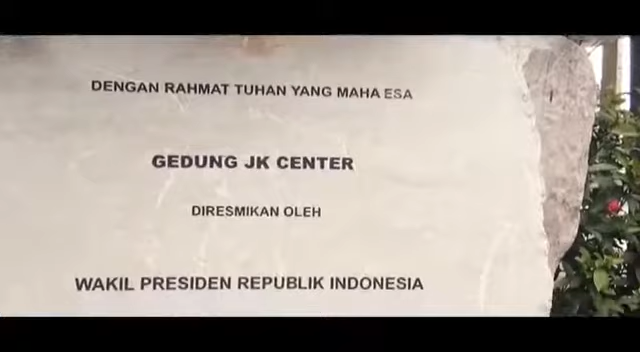 DENGAN RAHMAT TUHAN YANG MAHA ESA
GEDUNG JK CENTER
DIRESMIKAN OLEH
WAKIL PRESIDEN REPUBLIK INDONESIA